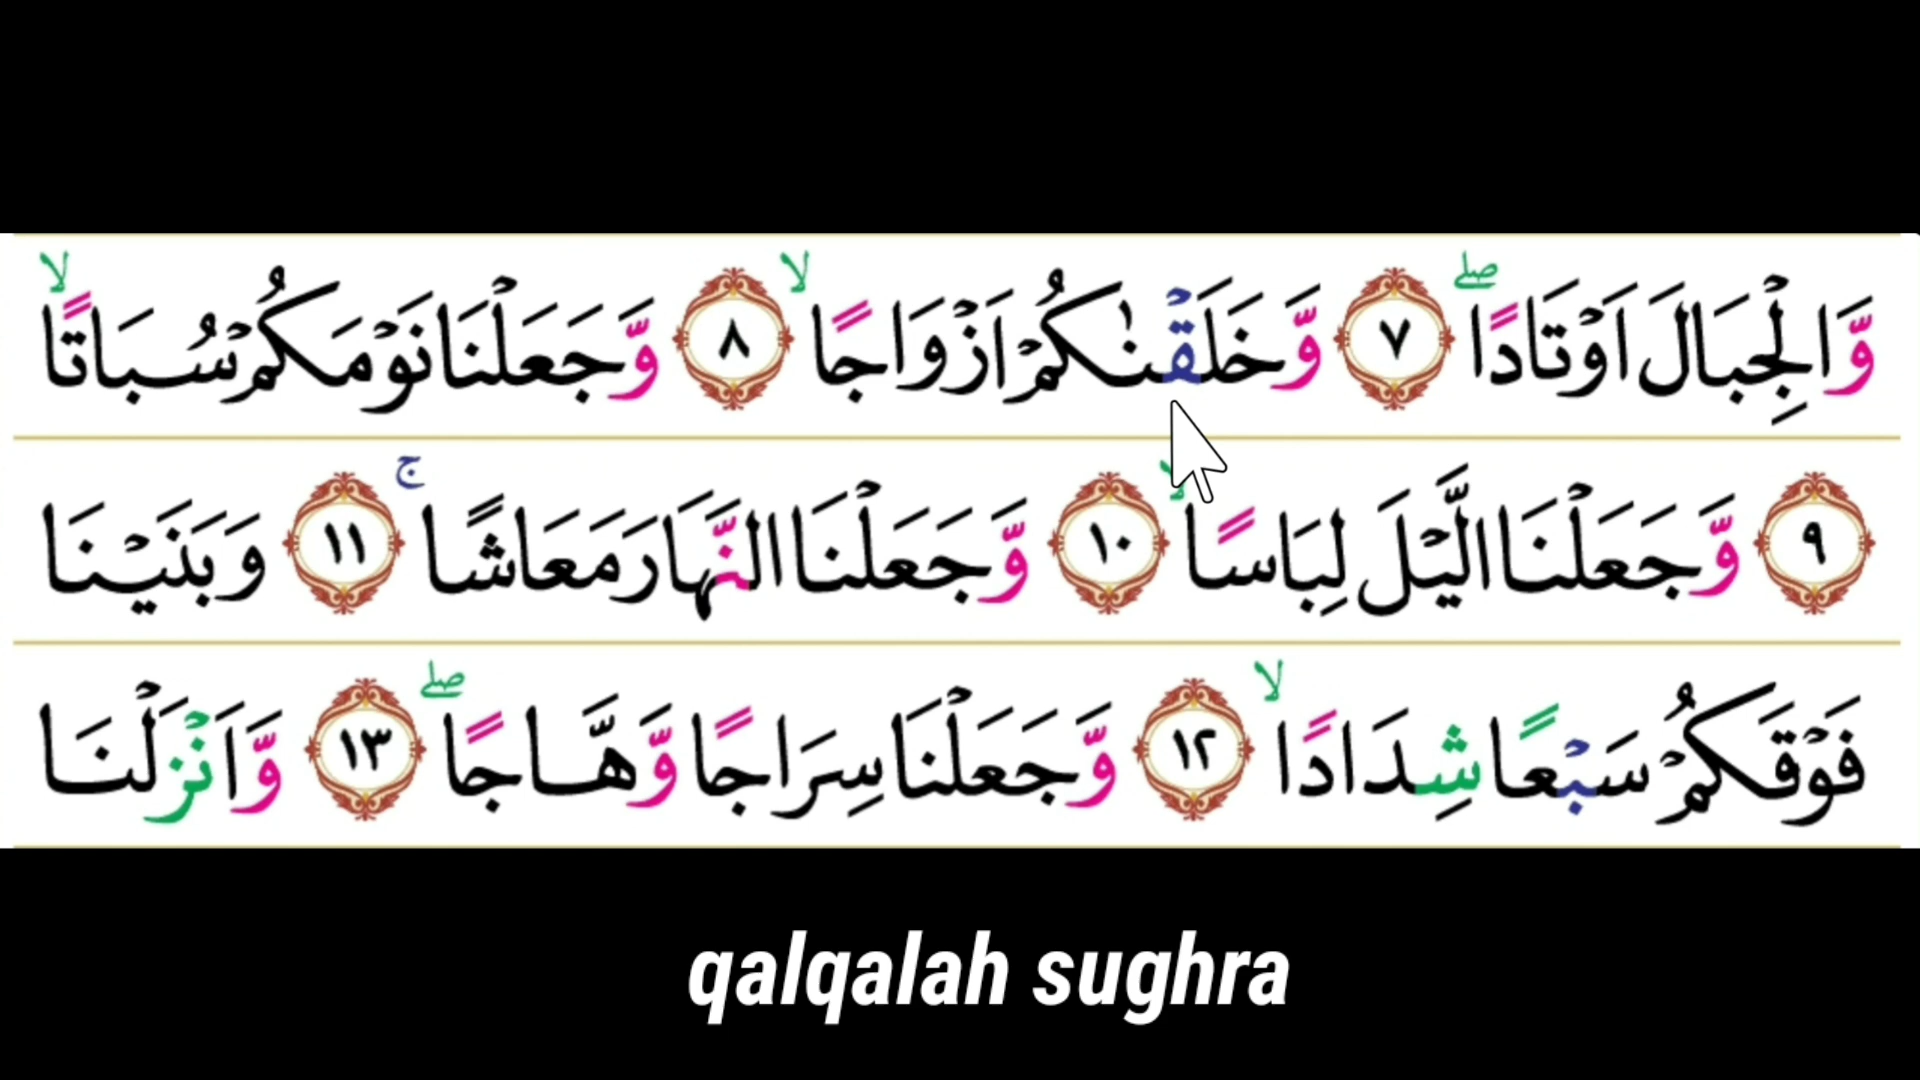 وَّالْجِبَالَ اَوْتَادًا ۖ ﴿٧﴾ وَّخَلَقْنٰكُمْ اَزْوَاجًا ۙ ﴿٨﴾ وَّجَعَلْنَا نَوْمَكُمْ سُبَاتًا ۙ
﴿٩﴾ وَّجَعَلْنَا الَّيْلَ لِبَاسًا ۙ ﴿١٠﴾ وَّجَعَلْنَا النَّهَارَ مَعَاشًا ۚ ﴿١١﴾ وَبَنَيْنَا
فَوْقَكُمْ سَبْعًا شِدَادًا ۙ ﴿١٢﴾ وَّجَعَلْنَا سِرَاجًا وَّهَّاجًا ۖ ﴿١٣﴾ وَّاَنْزَلْنَا
qalqalah sughra